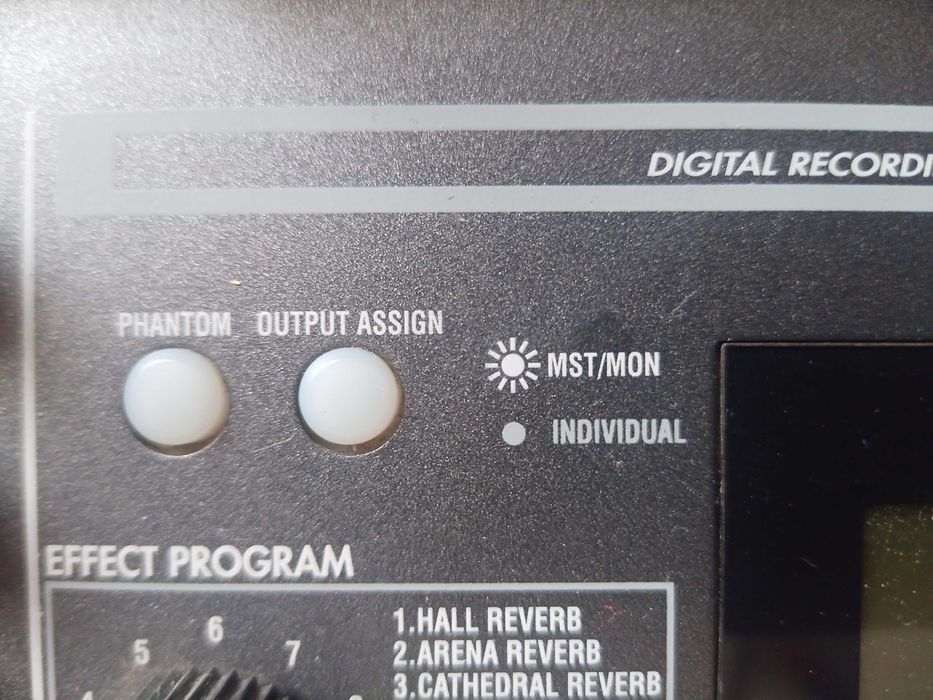 DIGITAL RECORDI
PHANTOM OUTPUT ASSIGN
MST/MON
INDIVIDUAL
EFFECT PROGRAM
1.HALL REVERB
2.ARENA REVERB
3.CATHEDRAL REVERB
5 6 7